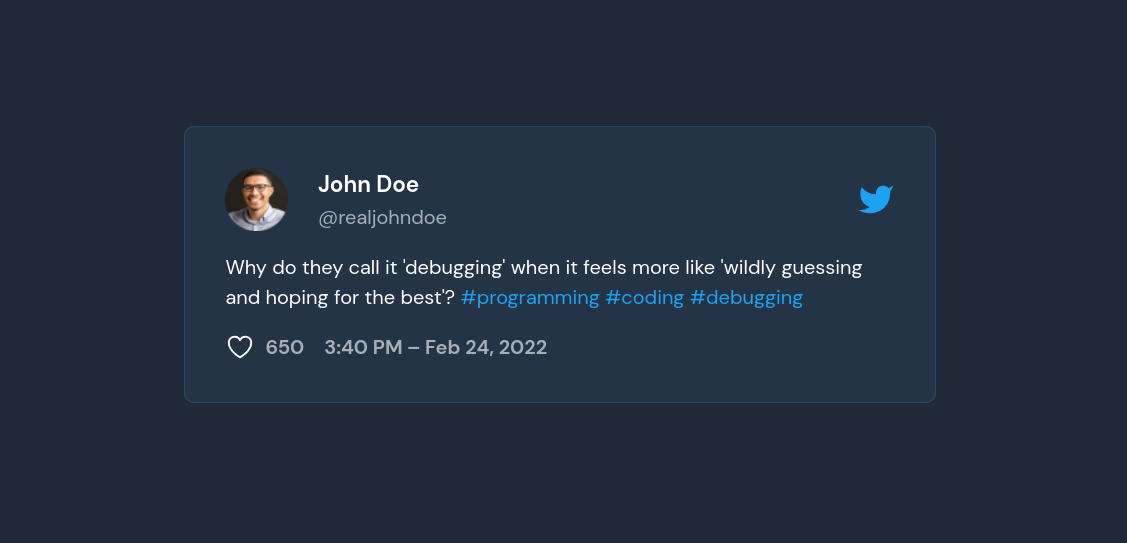 John Doe
@realjohndoe
Why do they call it 'debugging' when it feels more like 'wildly guessing
and hoping for the best'? #programming #coding #debugging
650 3:40 PM – Feb 24, 2022